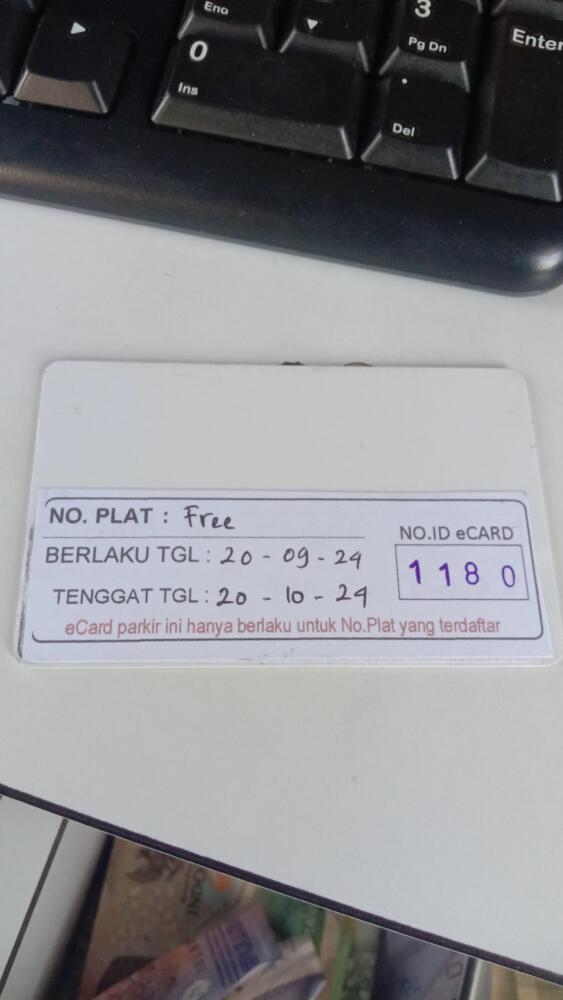 End
3
Pg Dn
Enter
0
Ins
.
Del
NO. PLAT : Free
BERLAKU TGL : 20 - 09 - 24
TENGGAT TGL : 20 - 10 - 24
NO.ID eCARD
1180
eCard parkir ini hanya berlaku untuk No.Plat yang terdaftar